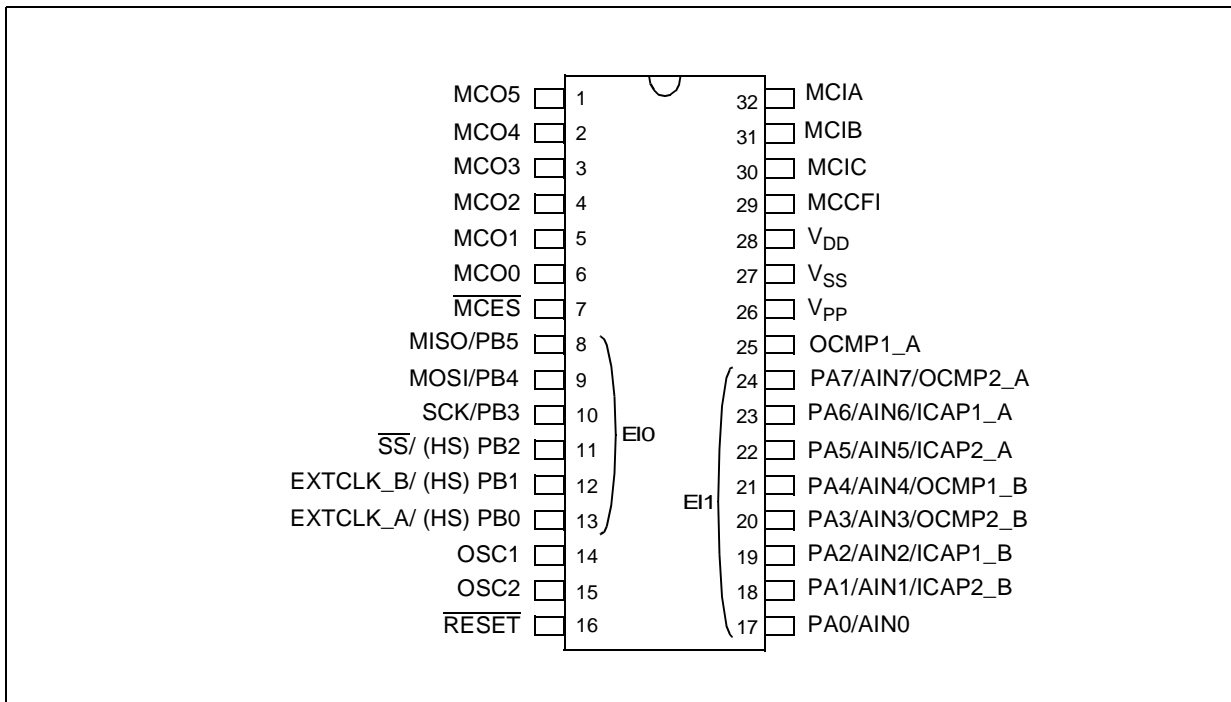 MCO5 1
MCO4 2
MCO3 3
MCO2 4
MCO1 5
MCO0 6
M̅C̅E̅S̅ 7
MISO/PB5 8
MOSI/PB4 9
SCK/PB3 10
S̅S̅/ (HS) PB2 11
EXTCLK_B/ (HS) PB1 12
EXTCLK_A/ (HS) PB0 13
OSC1 14
OSC2 15
R̅E̅S̅E̅T̅ 16
EI0
32 MCIA
31 MCIB
30 MCIC
29 MCCFI
28 VDD
27 VSS
26 VPP
25 OCMP1_A
24 PA7/AIN7/OCMP2_A
23 PA6/AIN6/ICAP1_A
22 PA5/AIN5/ICAP2_A
21 PA4/AIN4/OCMP1_B
20 PA3/AIN3/OCMP2_B
19 PA2/AIN2/ICAP1_B
18 PA1/AIN1/ICAP2_B
17 PA0/AIN0
EI1